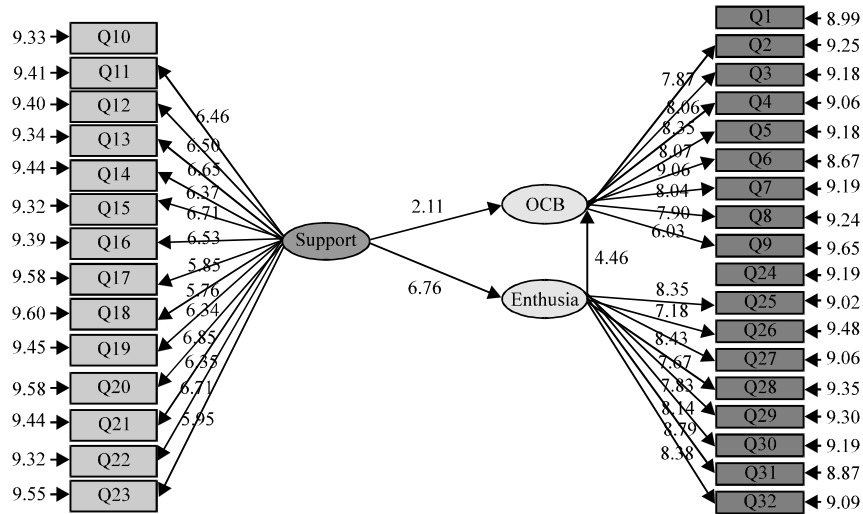 9.33 Q10
9.41 Q11
9.40 Q12
9.34 Q13
9.44 Q14
9.32 Q15
9.39 Q16
9.58 Q17
9.60 Q18
9.45 Q19
9.58 Q20
9.44 Q21
9.32 Q22
9.55 Q23
6.46
6.50
6.65
6.37
6.71
6.53
5.85
5.76
6.34
6.85
6.35
6.71
5.95
Support
2.11
6.76
OCB
4.46
Enthusia
7.87
8.06
8.35
8.07
9.06
8.04
7.90
6.03
8.35
7.18
8.43
7.67
7.83
8.14
8.79
8.38
Q1 8.99
Q2 9.25
Q3 9.18
Q4 9.06
Q5 9.18
Q6 8.67
Q7 9.19
Q8 9.24
Q9 9.65
Q24 9.19
Q25 9.02
Q26 9.48
Q27 9.06
Q28 9.35
Q29 9.30
Q30 9.19
Q31 8.87
Q32 9.09